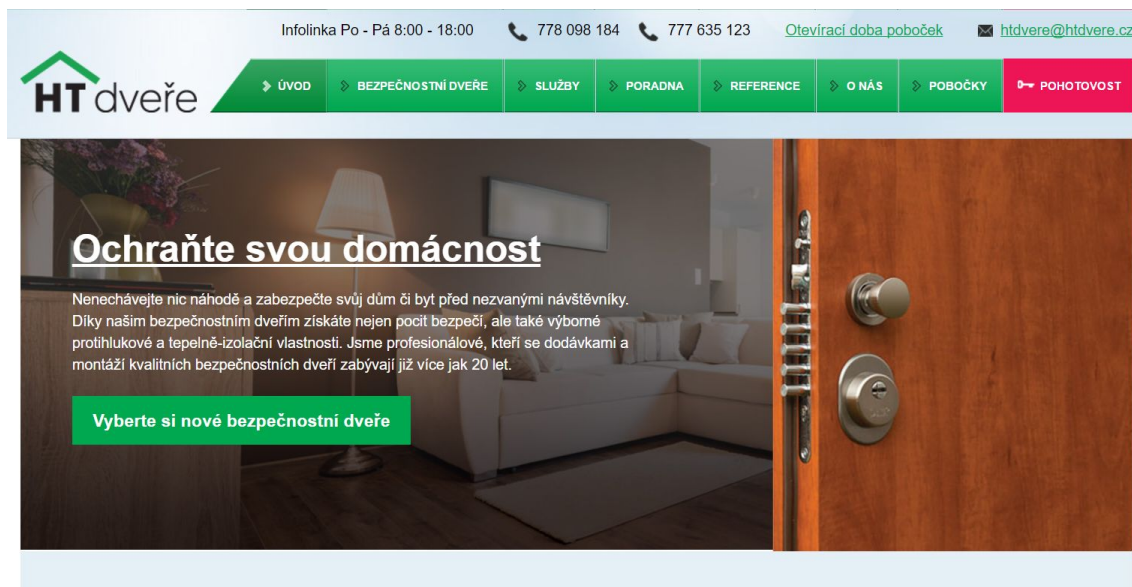 Infolinka Po - Pá 8:00 - 18:00 778 098 184 777 635 123 Otevírací doba poboček htdvere@htdvere.cz
HT dveře
ÚVOD BEZPEČNOSTNÍ DVEŘE SLUŽBY PORADNA REFERENCE O NÁS POBOČKY POHOTOVOST
Ochraňte svou domácnost
Nenechávejte nic náhodě a zabezpečte svůj dům či byt před nezvanými návštěvníky.
Díky našim bezpečnostním dveřím získáte nejen pocit bezpečí, ale také výborné
protihlukové a tepelně-izolační vlastnosti. Jsme profesionálové, kteří se dodávkami a
montáží kvalitních bezpečnostních dveří zabývají již více jak 20 let.
Vyberte si nové bezpečnostní dveře